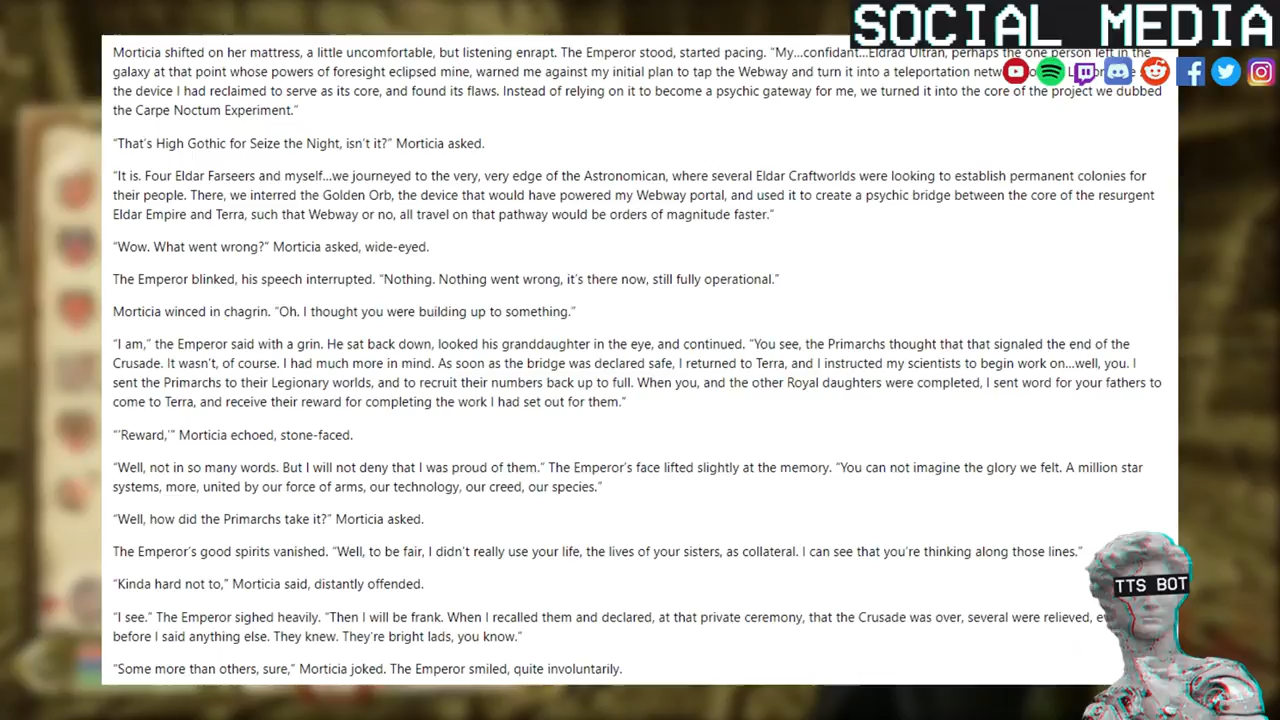 SOCIAL MEDIA
Morticia shifted on her mattress, a little uncomfortable, but listening enrapt. The Emperor stood, started pacing. “My…confidant…Eldrad Ultran, perhaps the one person left in the
galaxy at that point whose powers of foresight eclipsed mine, warned me against my initial plan to tap the Webway and turn it into a teleportation
the device I had reclaimed to serve as its core, and found its flaws. Instead of relying on it to become a psychic gateway for me, we turned it into the core of the project we dubbed
the Carpe Noctum Experiment.”
“That’s High Gothic for Seize the Night, isn’t it?” Morticia asked.
“It is. Four Eldar Farseers and myself…we journeyed to the very, very edge of the Astronomican, where several Eldar Craftworlds were looking to establish permanent colonies for
their people. There, we interred the Golden Orb, the device that would have powered my Webway portal, and used it to create a psychic bridge between the core of the resurgent
Eldar Empire and Terra, such that Webway or no, all travel on that pathway would be orders of magnitude faster.”
“Wow. What went wrong?” Morticia asked, wide-eyed.
The Emperor blinked, his speech interrupted. “Nothing. Nothing went wrong, it’s there now, still fully operational.”
Morticia winced in chagrin. “Oh. I thought you were building up to something.”
“I am,” the Emperor said with a grin. He sat back down, looked his granddaughter in the eye, and continued. “You see, the Primarchs thought that that signaled the end of the
Crusade. It wasn’t, of course. I had much more in mind. As soon as the bridge was declared safe, I returned to Terra, and I instructed my scientists to begin work on…well, you. I
sent the Primarchs to their Legionary worlds, and to recruit their numbers back up to full. When you, and the other Royal daughters were completed, I sent word for your fathers to
come to Terra, and receive their reward for completing the work I had set out for them.”
“‘Reward,’” Morticia echoed, stone-faced.
“Well, not in so many words. But I will not deny that I was proud of them.” The Emperor’s face lifted slightly at the memory. “You can not imagine the glory we felt. A million star
systems, more, united by our force of arms, our technology, our creed, our species.”
“Well, how did the Primarchs take it?” Morticia asked.
The Emperor’s good spirits vanished. “Well, to be fair, I didn’t really use your life, the lives of your sisters, as collateral. I can see that you’re thinking along those lines.”
“Kinda hard not to,” Morticia said, distantly offended.
“I see.” The Emperor sighed heavily. “Then I will be frank. When I recalled them and declared, at that private ceremony, that the Crusade was over, several were relieved,
before I said anything else. They knew. They’re bright lads, you know.”
“Some more than others, sure,” Morticia joked. The Emperor smiled, quite involuntarily.
TTS BOT